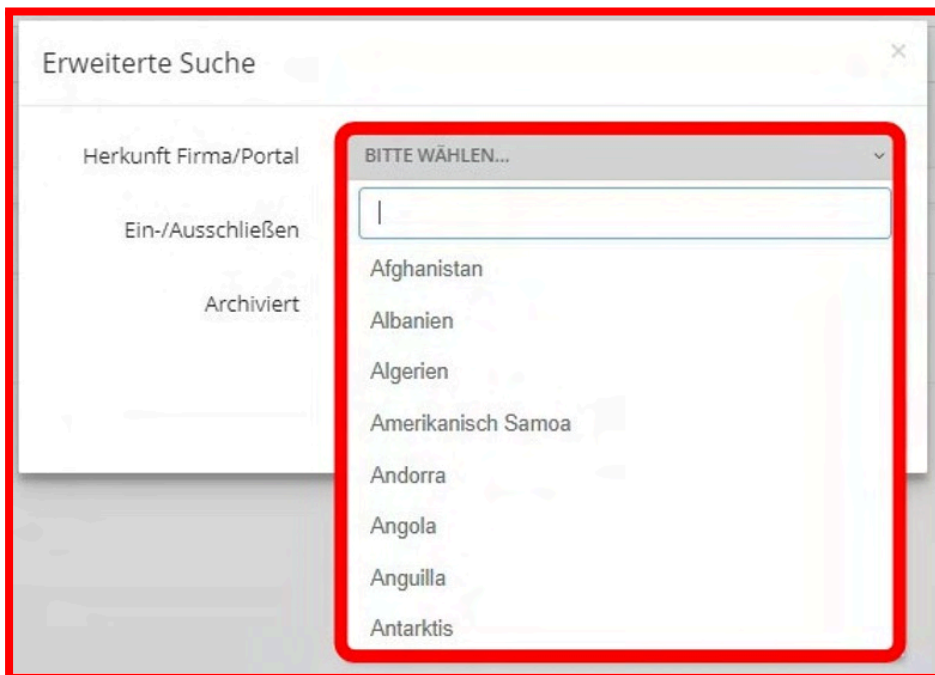 Erweiterte Suche
×
Herkunft Firma/Portal
BITTE WÄHLEN...
Ein-/Ausschließen
Archiviert
Afghanistan
Albanien
Algerien
Amerikanisch Samoa
Andorra
Angola
Anguilla
Antarktis